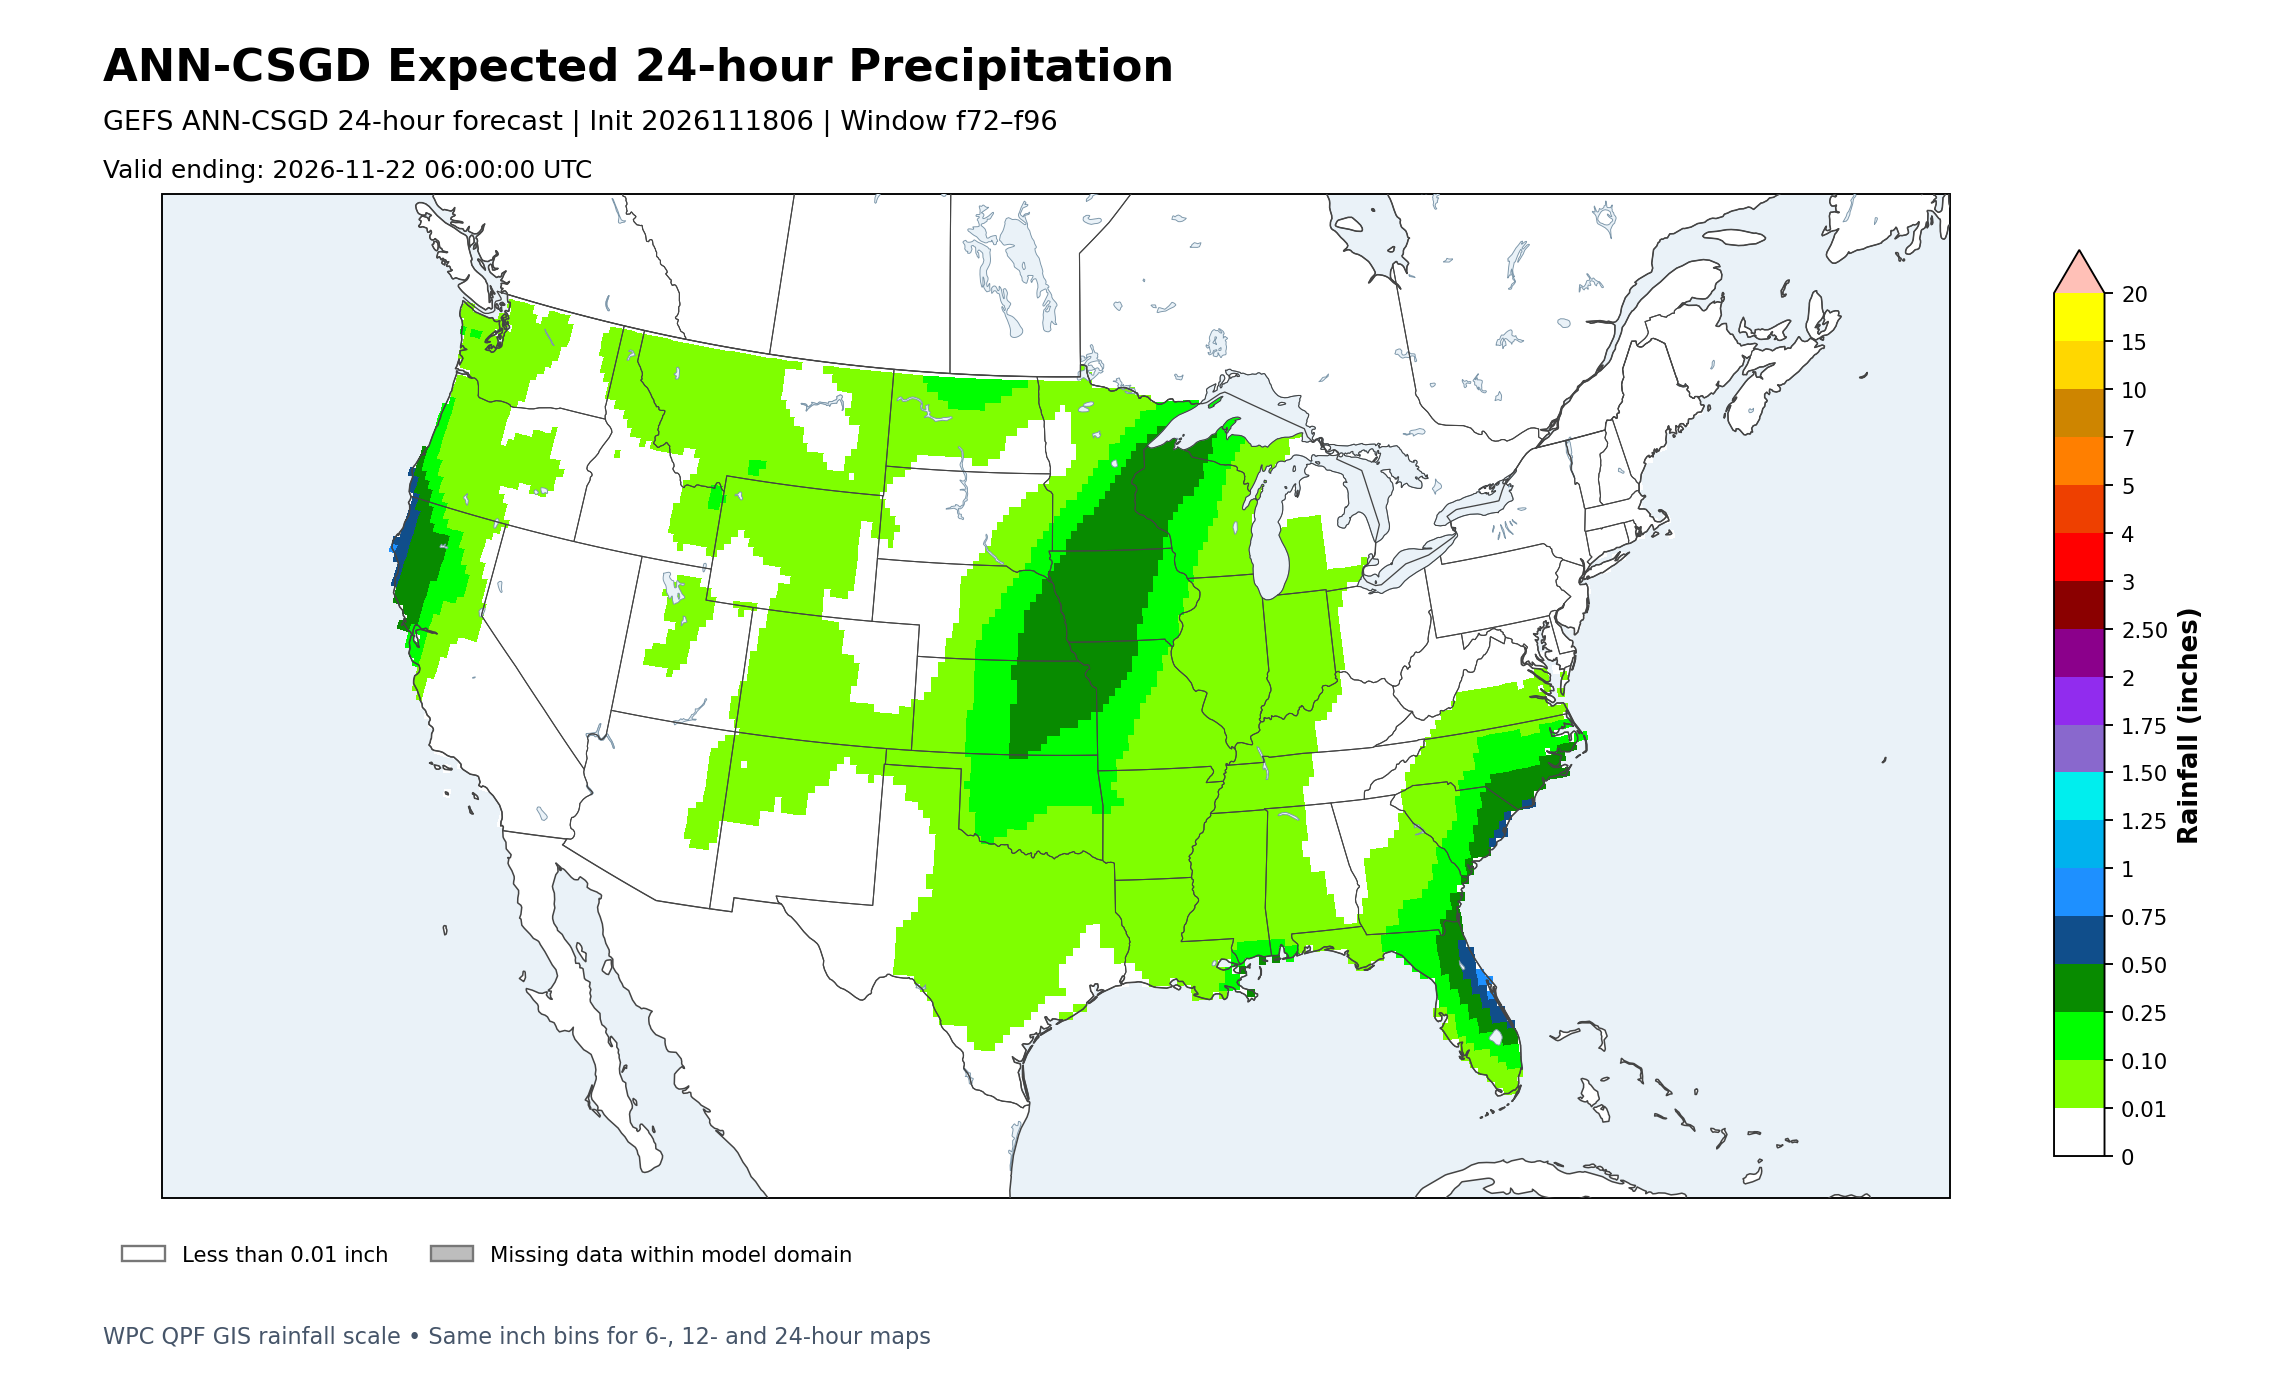 ANN-CSGD Expected 24-hour Precipitation
GEFS ANN-CSGD 24-hour forecast | Init 2026111806 | Window f72–f96
Valid ending: 2026-11-22 06:00:00 UTC
20
15
10
7
5
4
3
2.50
2
1.75
1.50
1.25
1
0.75
0.50
0.25
0.10
0.01
0
Rainfall (inches)
Less than 0.01 inch
Missing data within model domain
WPC QPF GIS rainfall scale • Same inch bins for 6-, 12- and 24-hour maps